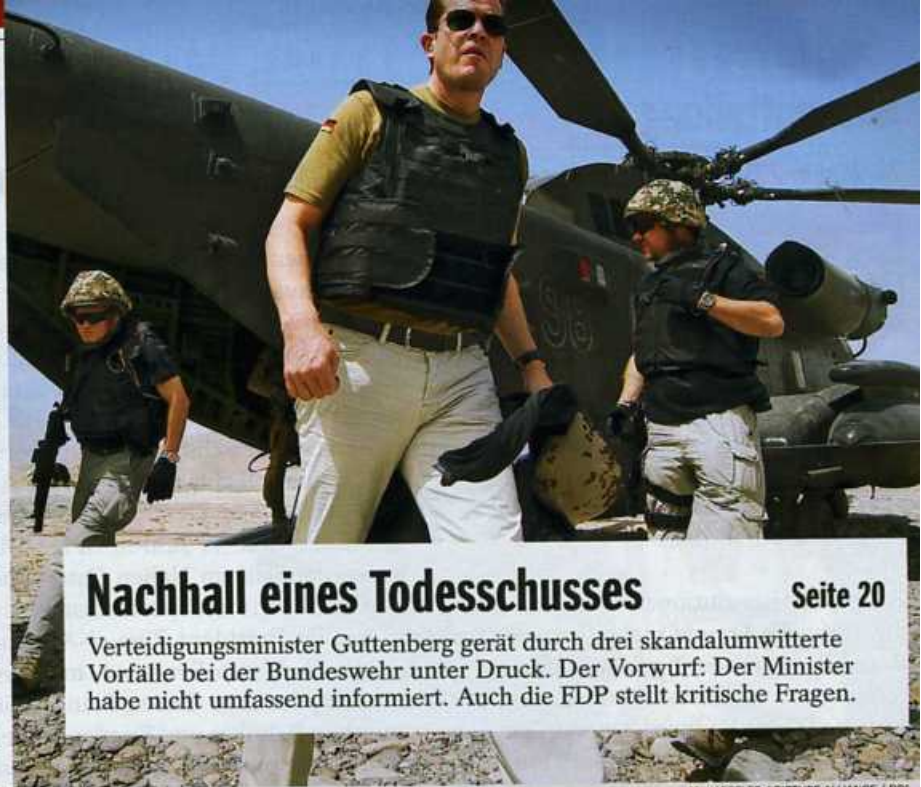 Nachhall eines Todesschusses
Seite 20
Verteidigungsminister Guttenberg gerät durch drei skandalumwitterte
Vorfälle bei der Bundeswehr unter Druck. Der Vorwurf: Der Minister
habe nicht umfassend informiert. Auch die FDP stellt kritische Fragen.